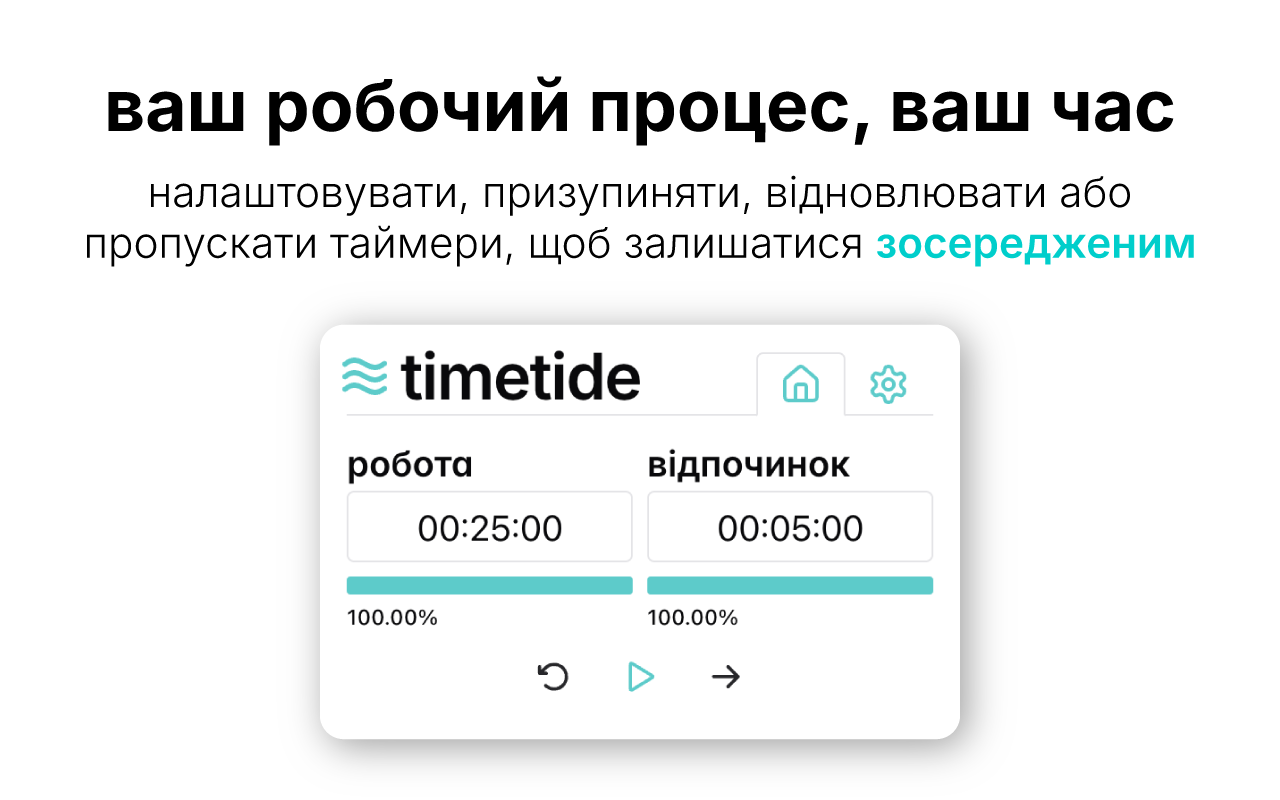 ваш робочий процес, ваш час
налаштовувати, призупиняти, відновлювати або
пропускати таймери, щоб залишатися зосередженим
timetide
робота
відпочинок
00:25:00
00:05:00
100.00%
100.00%